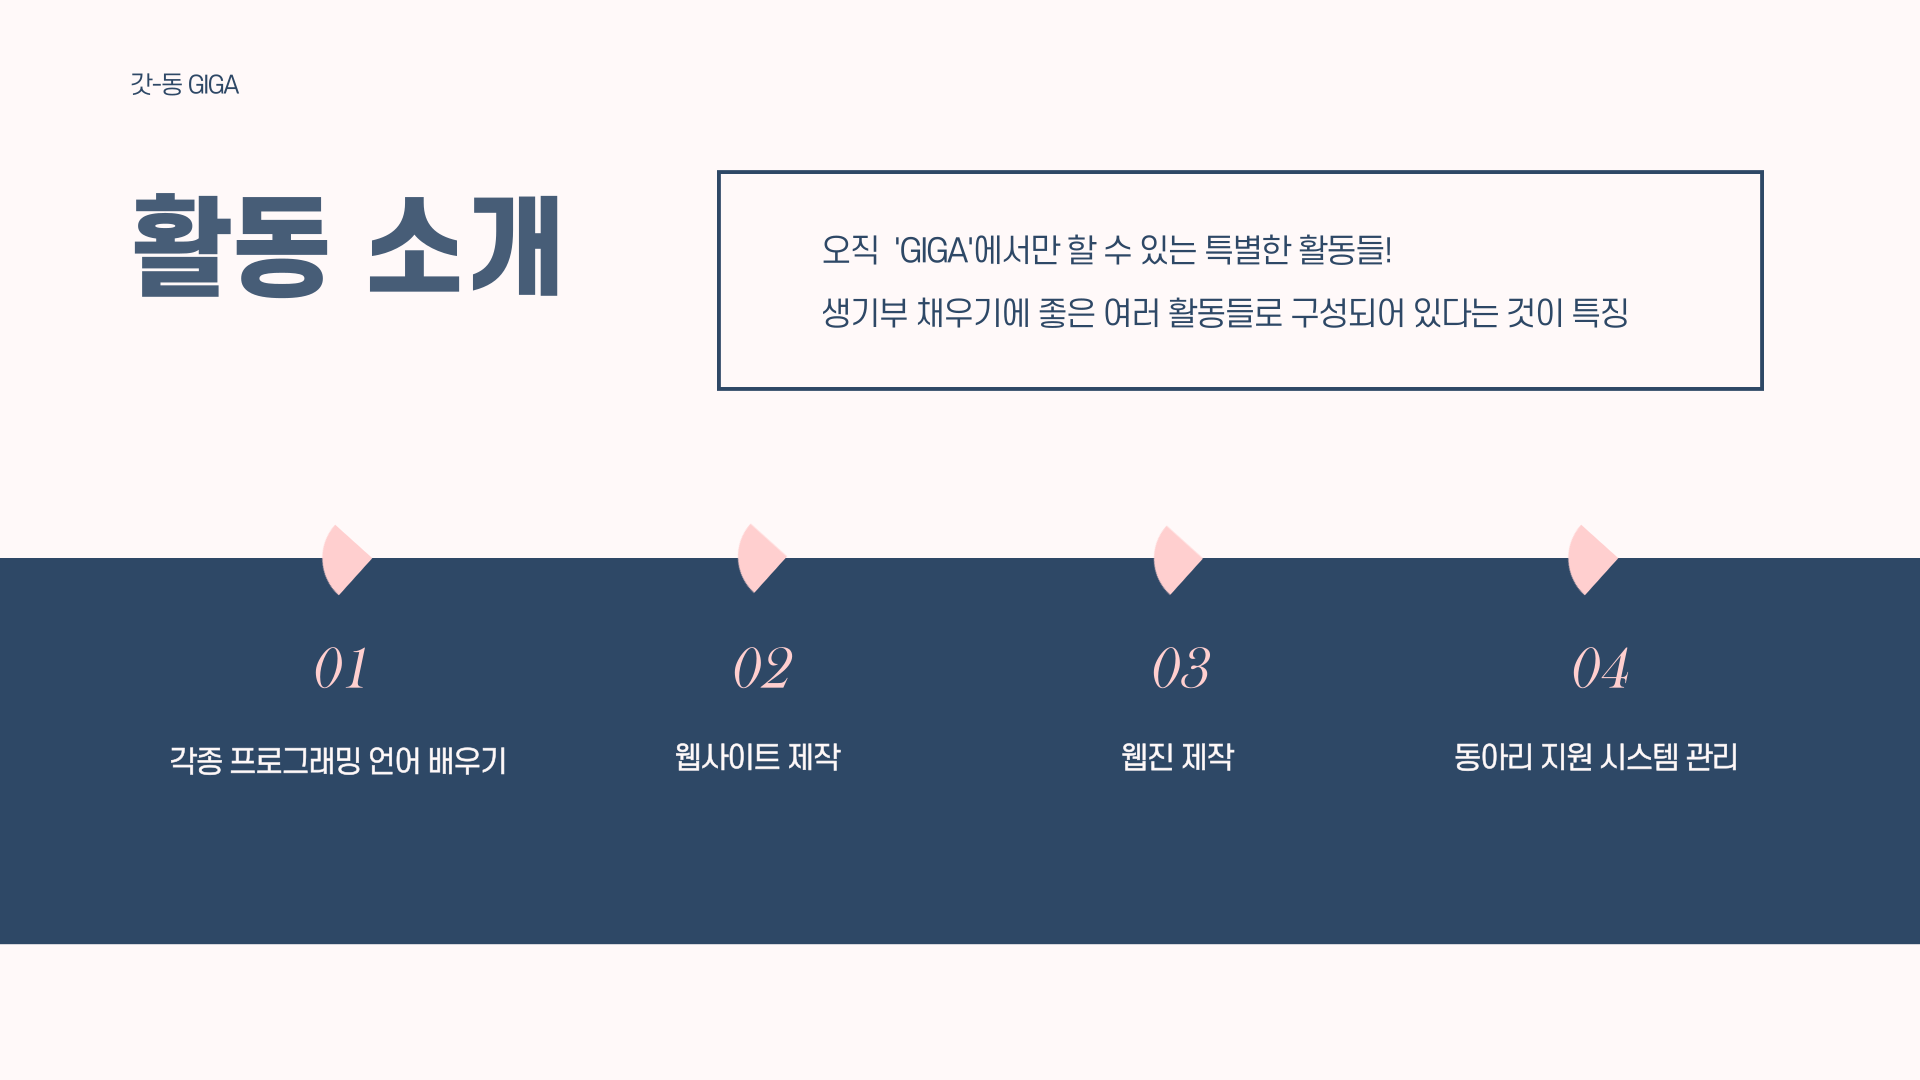 갓-동 GIGA
활동 소개
오직 'GIGA'에서만 할 수 있는 특별한 활동들!
생기부 채우기에 좋은 여러 활동들로 구성되어 있다는 것이 특징
01
02
03
04
각종 프로그래밍 언어 배우기
웹사이트 제작
웹진 제작
동아리 지원 시스템 관리